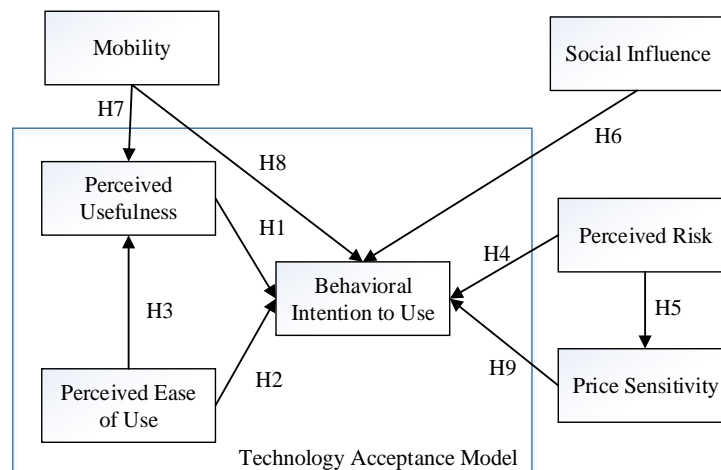 Mobility
Social Influence
H7
H8
H6
Perceived
Usefulness
H1
Perceived Risk
H4
Behavioral
Intention to Use
H3
H5
H9
H2
Perceived Ease
of Use
Price Sensitivity
Technology Acceptance Model